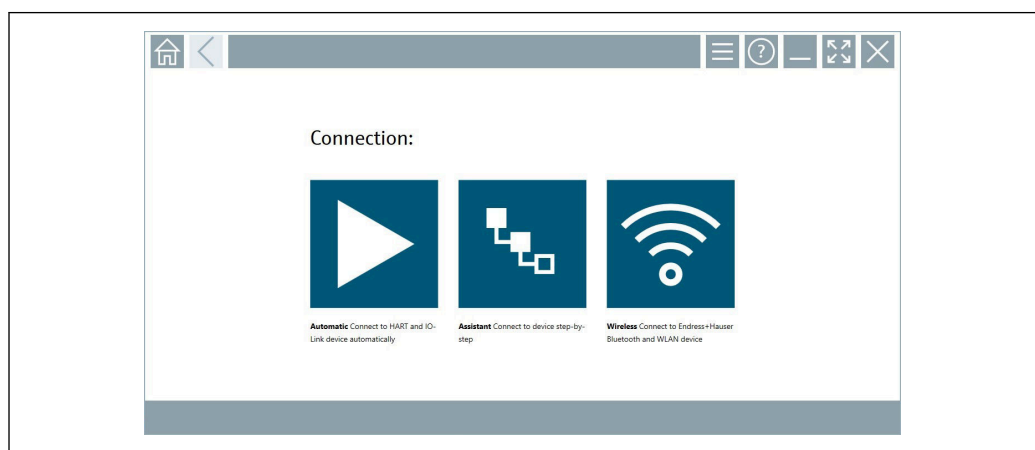 Connection:
Automatic Connect to HART and IO-
Link device automatically
Assistant Connect to device step-by-
step
Wireless Connect to Endress+Hauser
Bluetooth and WLAN device